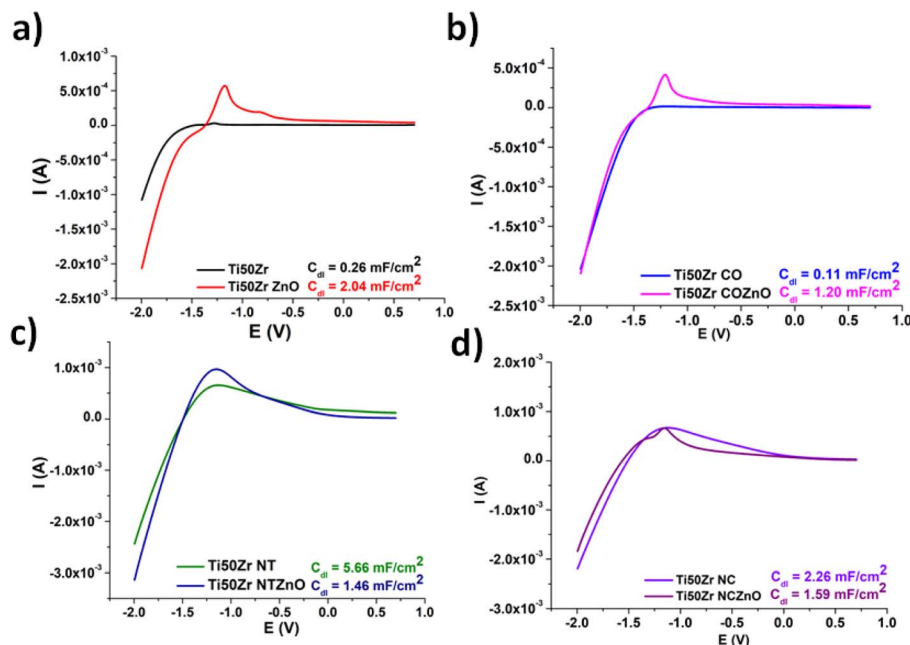 a)
1.0x10⁻³
5.0x10⁻⁴
0.0
-5.0x10⁻⁴
-1.0x10⁻³
-1.5x10⁻³
-2.0x10⁻³
-2.5x10⁻³
I (A)
Ti50Zr C_dl = 0.26 mF/cm²
Ti50Zr ZnO C_dl = 2.04 mF/cm²
-2.0 -1.5 -1.0 -0.5 0.0 0.5 1.0
E (V)
b)
5.0x10⁻⁴
0.0
-5.0x10⁻⁴
-1.0x10⁻³
-1.5x10⁻³
-2.0x10⁻³
-2.5x10⁻³
I (A)
Ti50Zr CO C_dl = 0.11 mF/cm²
Ti50Zr COZnO C_dl = 1.20 mF/cm²
-2.0 -1.5 -1.0 -0.5 0.0 0.5 1.0
E (V)
c)
1.0x10⁻³
0.0
-1.0x10⁻³
-2.0x10⁻³
-3.0x10⁻³
I (A)
Ti50Zr NT C_dl = 5.66 mF/cm²
Ti50Zr NTZnO C_dl = 1.46 mF/cm²
-2.0 -1.5 -1.0 -0.5 0.0 0.5 1.0
E (V)
d)
2.0x10⁻³
1.0x10⁻³
0.0
-1.0x10⁻³
-2.0x10⁻³
-3.0x10⁻³
I (A)
Ti50Zr NC C_dl = 2.26 mF/cm²
Ti50Zr NCZnO C_dl = 1.59 mF/cm²
-2.0 -1.5 -1.0 -0.5 0.0 0.5 1.0
E (V)